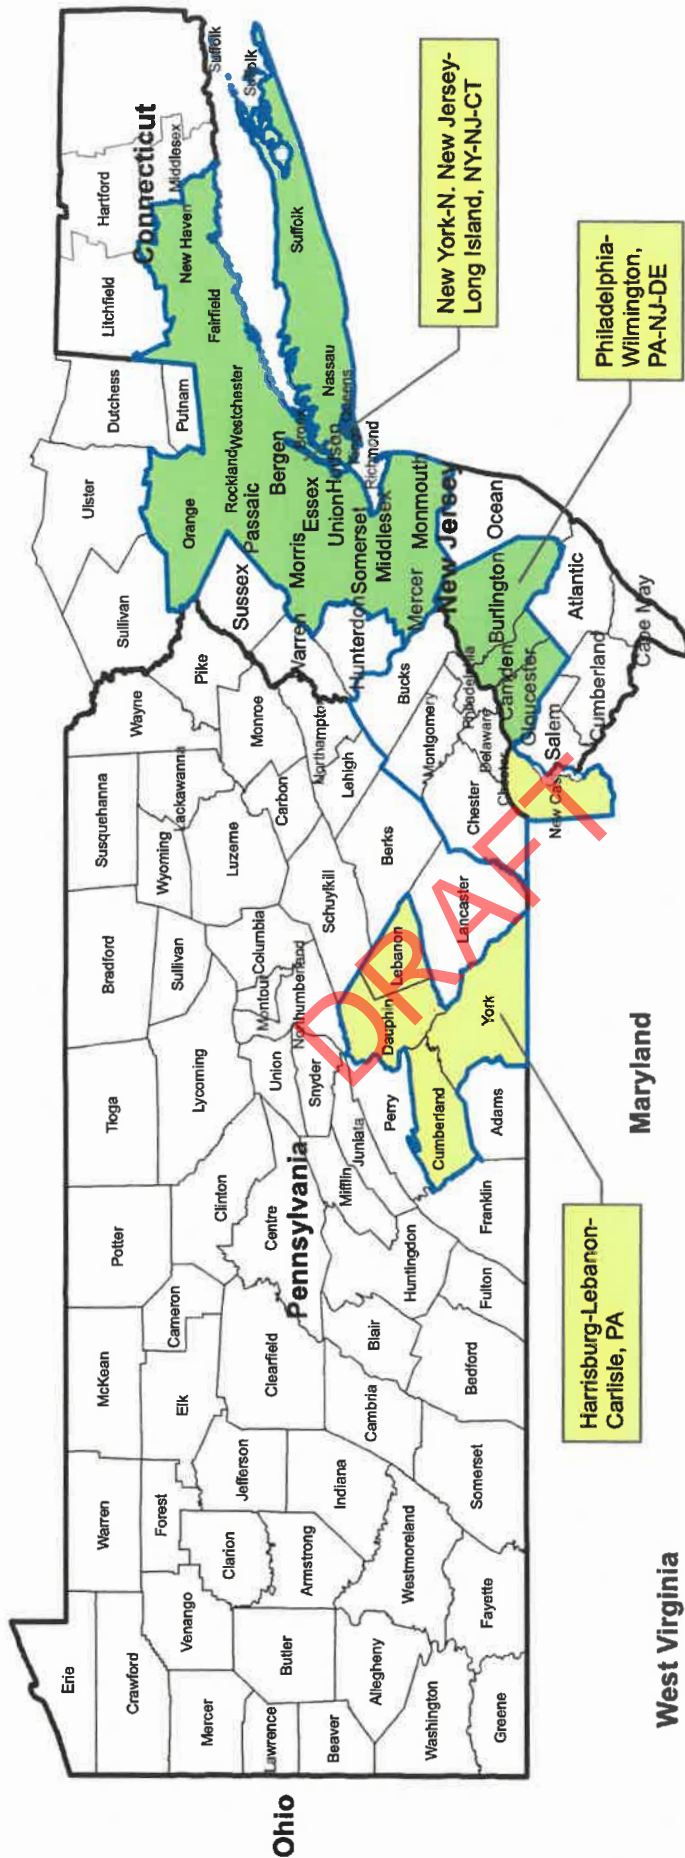 Ohio
West Virginia
Maryland
Pennsylvania
New Jersey
Connecticut
Erie
Crawford
Mercer
Lawrence
Beaver
Washington
Greene
Warren
Forest
Venango
Clarion
Butler
Armstrong
Allegheny
Westmoreland
Fayette
McKean
Elk
Jefferson
Indiana
Cambria
Somerset
Potter
Cameron
Clearfield
Blair
Bedford
Clinton
Centre
Huntingdon
Fulton
Franklin
Tioga
Lycoming
Union
Snyder
Mifflin
Juniata
Perry
Cumberland
Adams
Bradford
Sullivan
Columbia
Montour
Northumberland
Dauphin
Lebanon
York
Susquehanna
Wyoming
Lackawanna
Luzerne
Schuylkill
Berks
Lancaster
Wayne
Pike
Monroe
Carbon
Northampton
Lehigh
Bucks
Montgomery
Philadelphia
Delaware
Chester
Chester
New Cas
Sullivan
Ulster
Orange
Dutchess
Putnam
Rockland
Westchester
Sussex
Passaic
Bergen
Bronx
Warren
Morris
Essex
Union
Hudson
Queens
Richmond
Hunterdon
Somerset
Middlesex
Mercer
Monmouth
Ocean
Burlington
Camden
Gloucester
Salem
Atlantic
Cumberland
Cape May
Litchfield
Hartford
Middlesex
New Haven
Fairfield
Nassau
Suffolk
Suffolk
Suffolk
New York-N. New Jersey-
Long Island, NY-NJ-CT
Philadelphia-
Wilmington,
PA-NJ-DE
Harrisburg-Lebanon-
Carlisle, PA
DRAFT